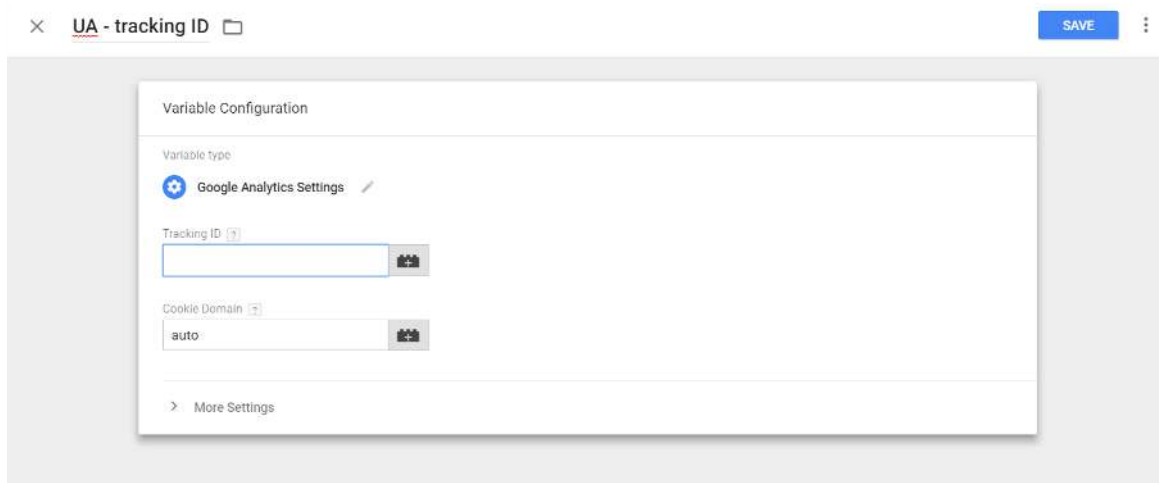 UA - tracking ID
SAVE
Variable Configuration
Variable type
Google Analytics Settings
Tracking ID ?
Cookie Domain ?
auto
More Settings